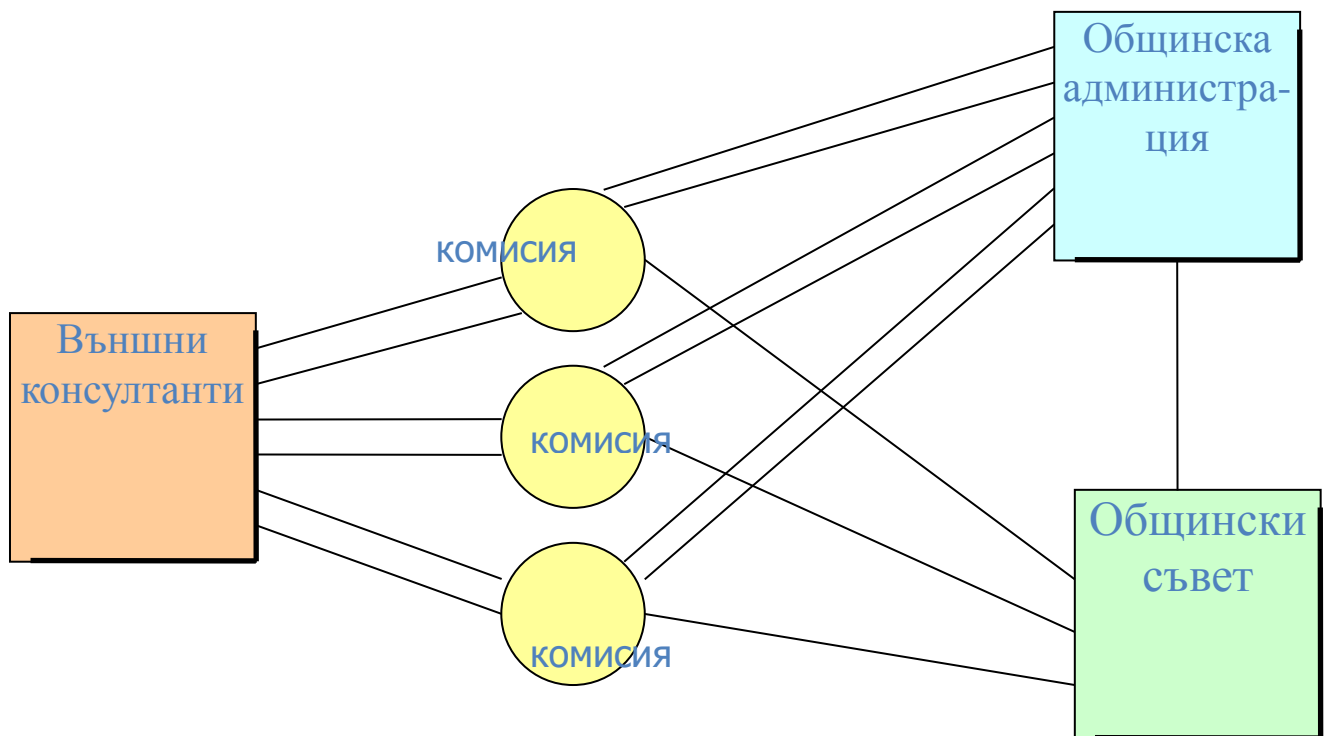 Общинска
администра-
ция
комисия
Външни
консултанти
комисия
Общински
съвет
комисия